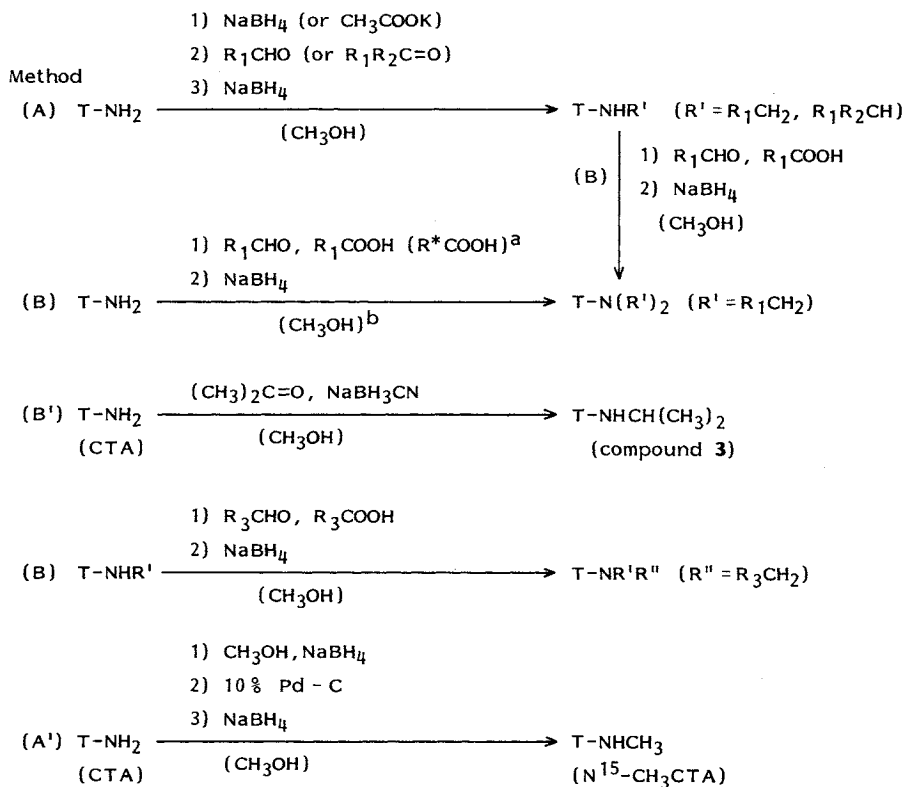 1) NaBH4 (or CH3COOK)
2) R1CHO (or R1R2C=O)
3) NaBH4
Method
(A) T-NH2
(CH3OH)
T-NHR' (R'=R1CH2, R1R2CH)
(B)
1) R1CHO, R1COOH
2) NaBH4
(CH3OH)
1) R1CHO, R1COOH (R*COOH)a
2) NaBH4
(B) T-NH2
(CH3OH)b
T-N(R')2 (R'=R1CH2)
(CH3)2C=O, NaBH3CN
(B') T-NH2
(CTA)
(CH3OH)
T-NHCH(CH3)2
(compound 3)
1) R3CHO, R3COOH
2) NaBH4
(B) T-NHR'
(CH3OH)
T-NR'R" (R"=R3CH2)
1) CH3OH, NaBH4
2) 10% Pd-C
3) NaBH4
(A') T-NH2
(CTA)
(CH3OH)
T-NHCH3
(N15-CH3CTA)